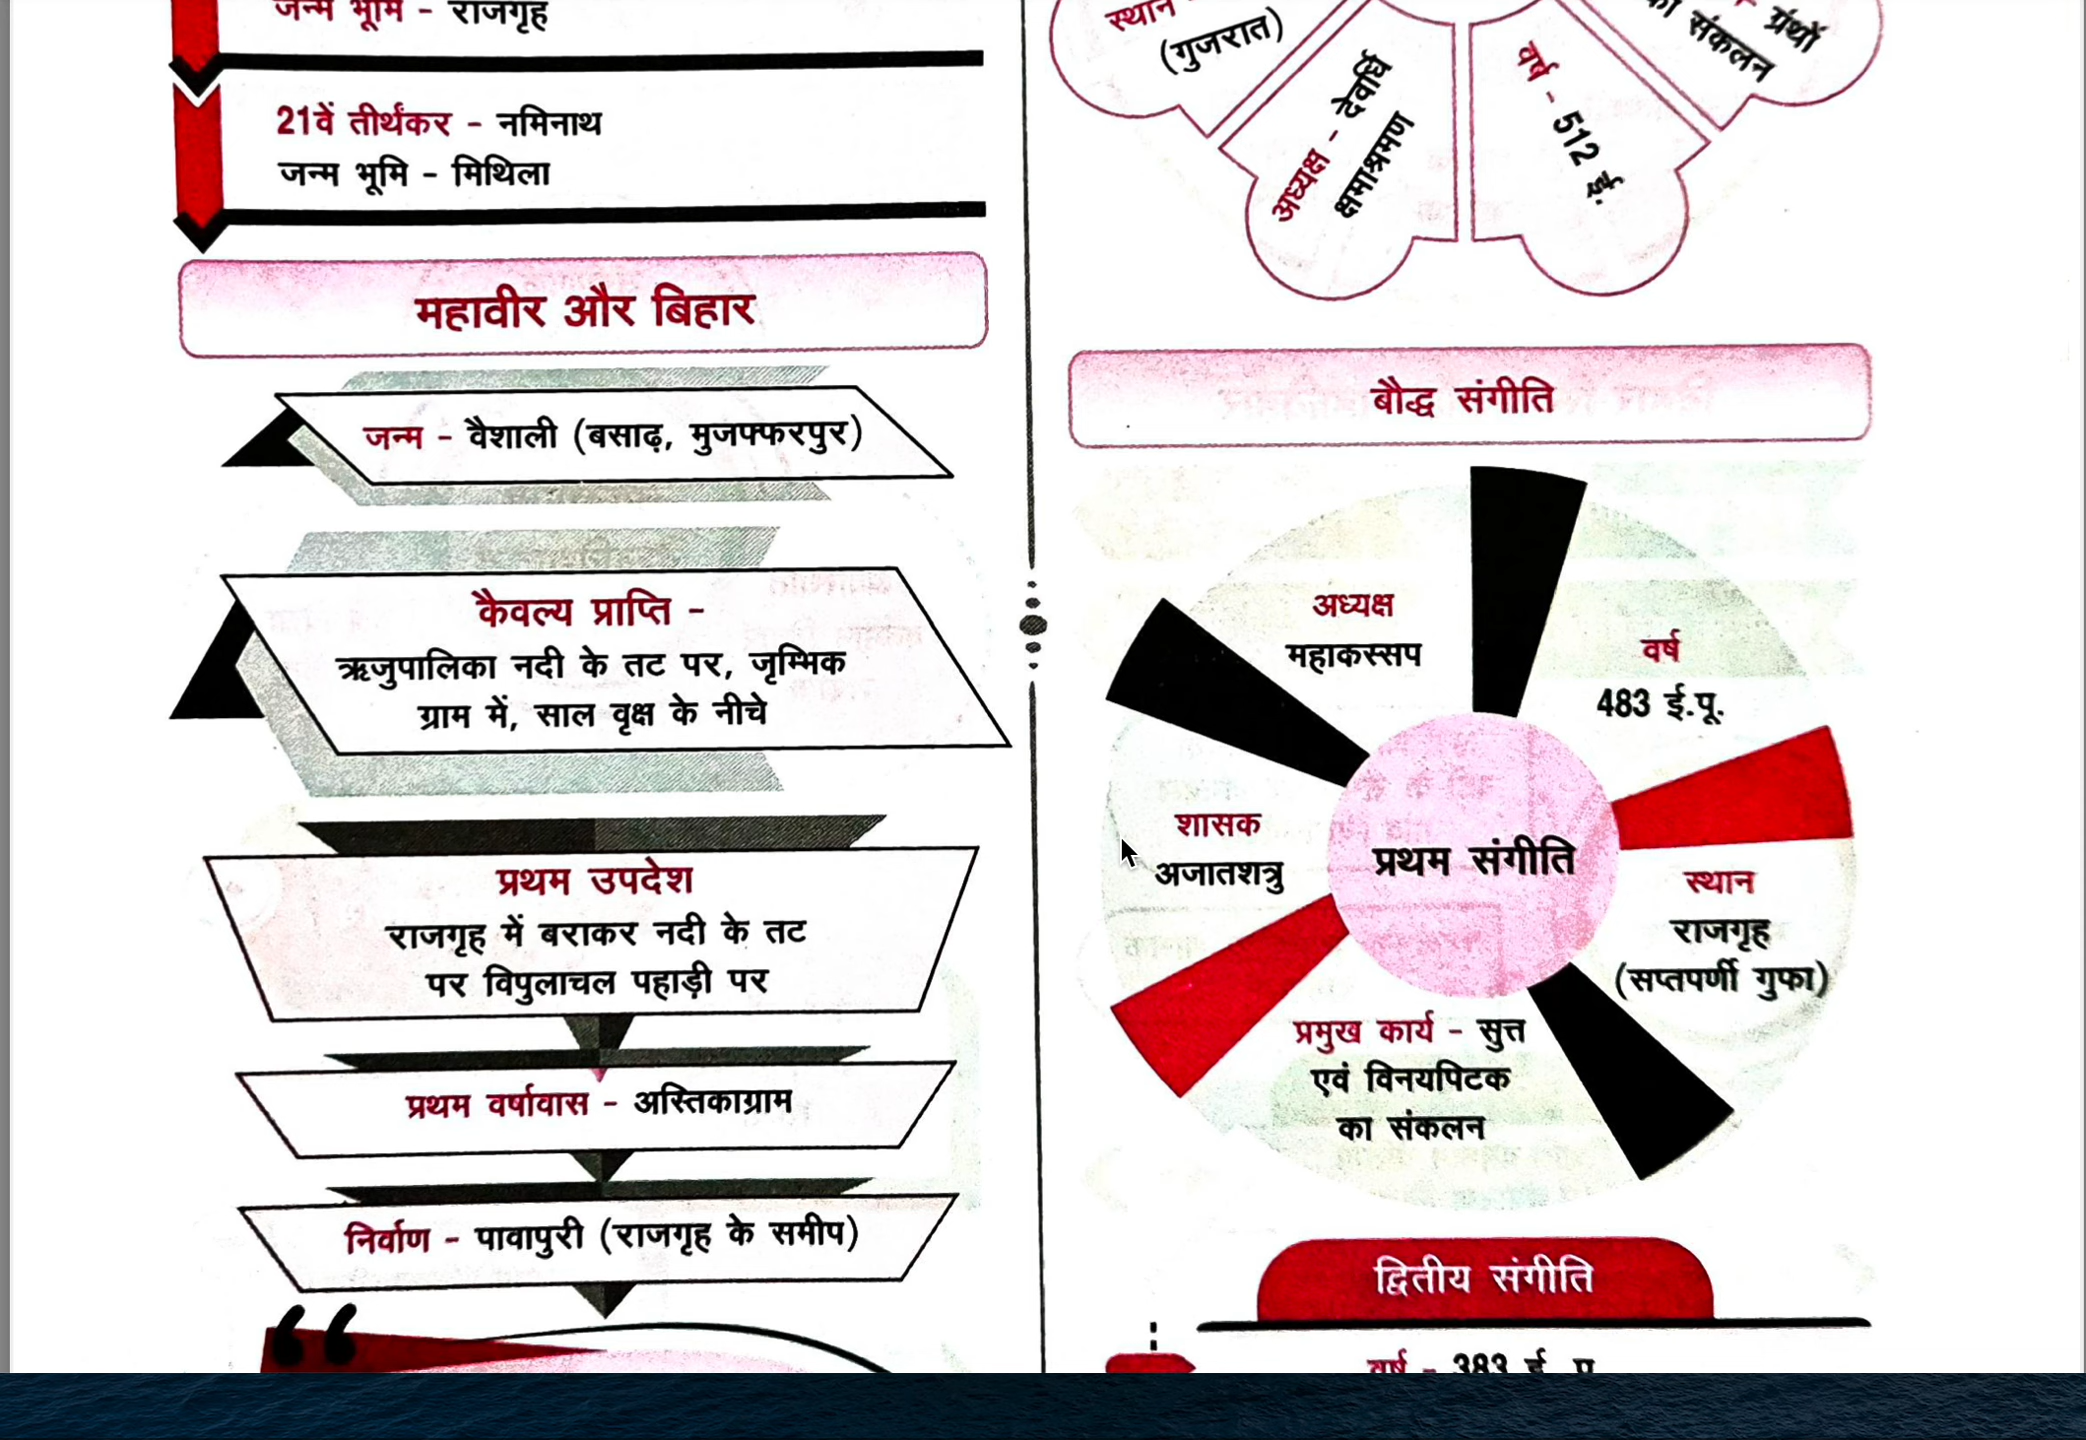 जन्म भूमि - राजगृह
21वें तीर्थंकर - नमिनाथ
जन्म भूमि - मिथिला
महावीर और बिहार
जन्म - वैशाली (बसाढ़, मुजफ्फरपुर)
कैवल्य प्राप्ति -
ऋजुपालिका नदी के तट पर, जृम्भिक
ग्राम में, साल वृक्ष के नीचे
प्रथम उपदेश
राजगृह में बराकर नदी के तट
पर विपुलाचल पहाड़ी पर
प्रथम वर्षावास - अस्तिकाग्राम
निर्वाण - पावापुरी (राजगृह के समीप)
स्थान
(गुजरात)
अध्यक्ष - देवर्धि
क्षमाश्रमण
वर्ष - 512 ई.
ग्रंथों
का संकलन
बौद्ध संगीति
अध्यक्ष
महाकस्सप
वर्ष
483 ई.पू.
शासक
अजातशत्रु
प्रथम संगीति
स्थान
राजगृह
(सप्तपर्णी गुफा)
प्रमुख कार्य - सुत्त
एवं विनयपिटक
का संकलन
द्वितीय संगीति
वर्ष - 383 ई. पू.